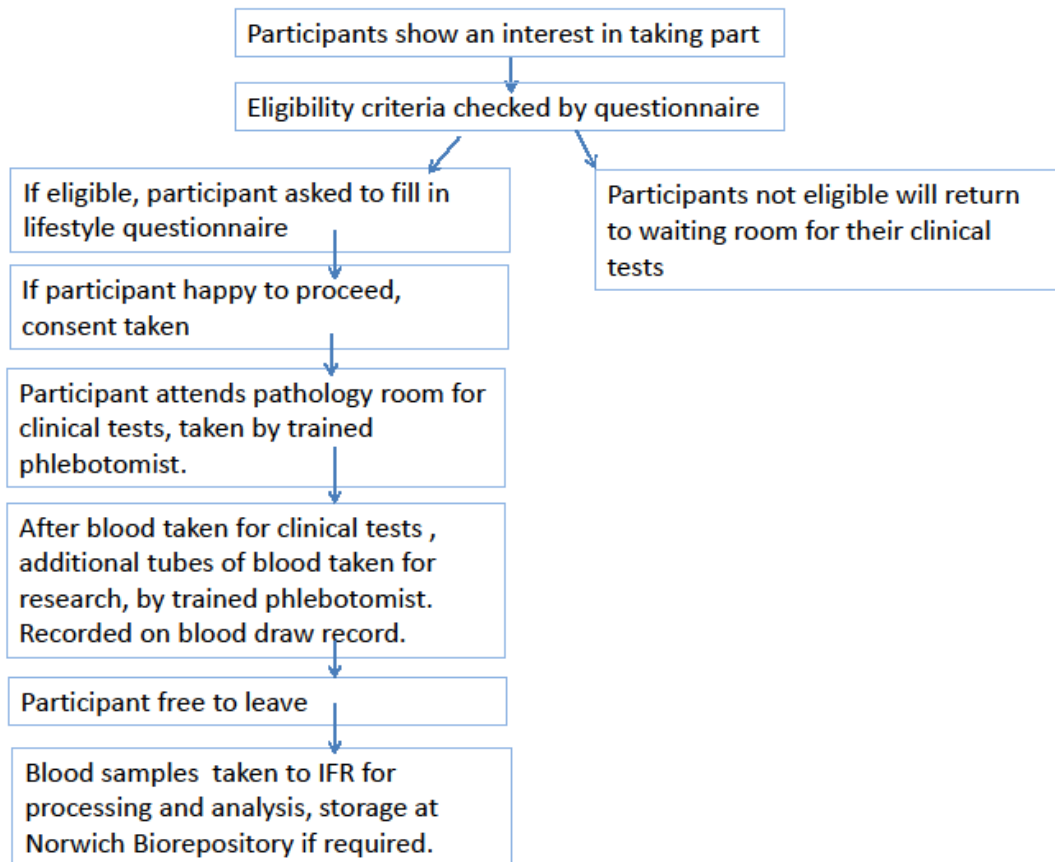 Participants show an interest in taking part
Eligibility criteria checked by questionnaire
If eligible, participant asked to fill in
lifestyle questionnaire
Participants not eligible will return
to waiting room for their clinical
tests
If participant happy to proceed,
consent taken
Participant attends pathology room for
clinical tests, taken by trained
phlebotomist.
After blood taken for clinical tests ,
additional tubes of blood taken for
research, by trained phlebotomist.
Recorded on blood draw record.
Participant free to leave
Blood samples  taken to IFR for
processing and analysis, storage at
Norwich Biorepository if required.